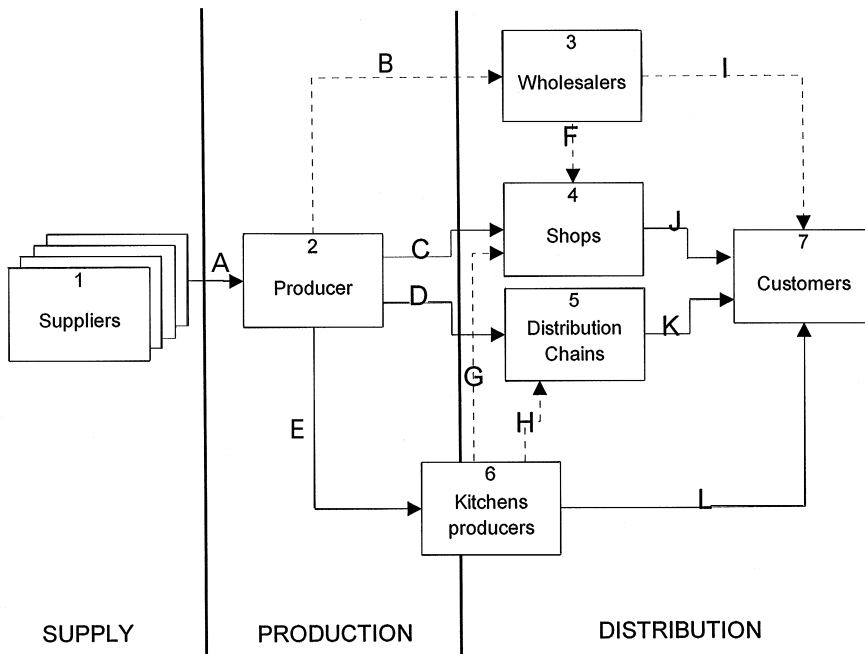 3
Wholesalers
B
I
F
4
Shops
J
C
2
Producer
A
D
7
Customers
1
Suppliers
5
Distribution
Chains
K
G
H
E
6
Kitchens
producers
L
SUPPLY
PRODUCTION
DISTRIBUTION